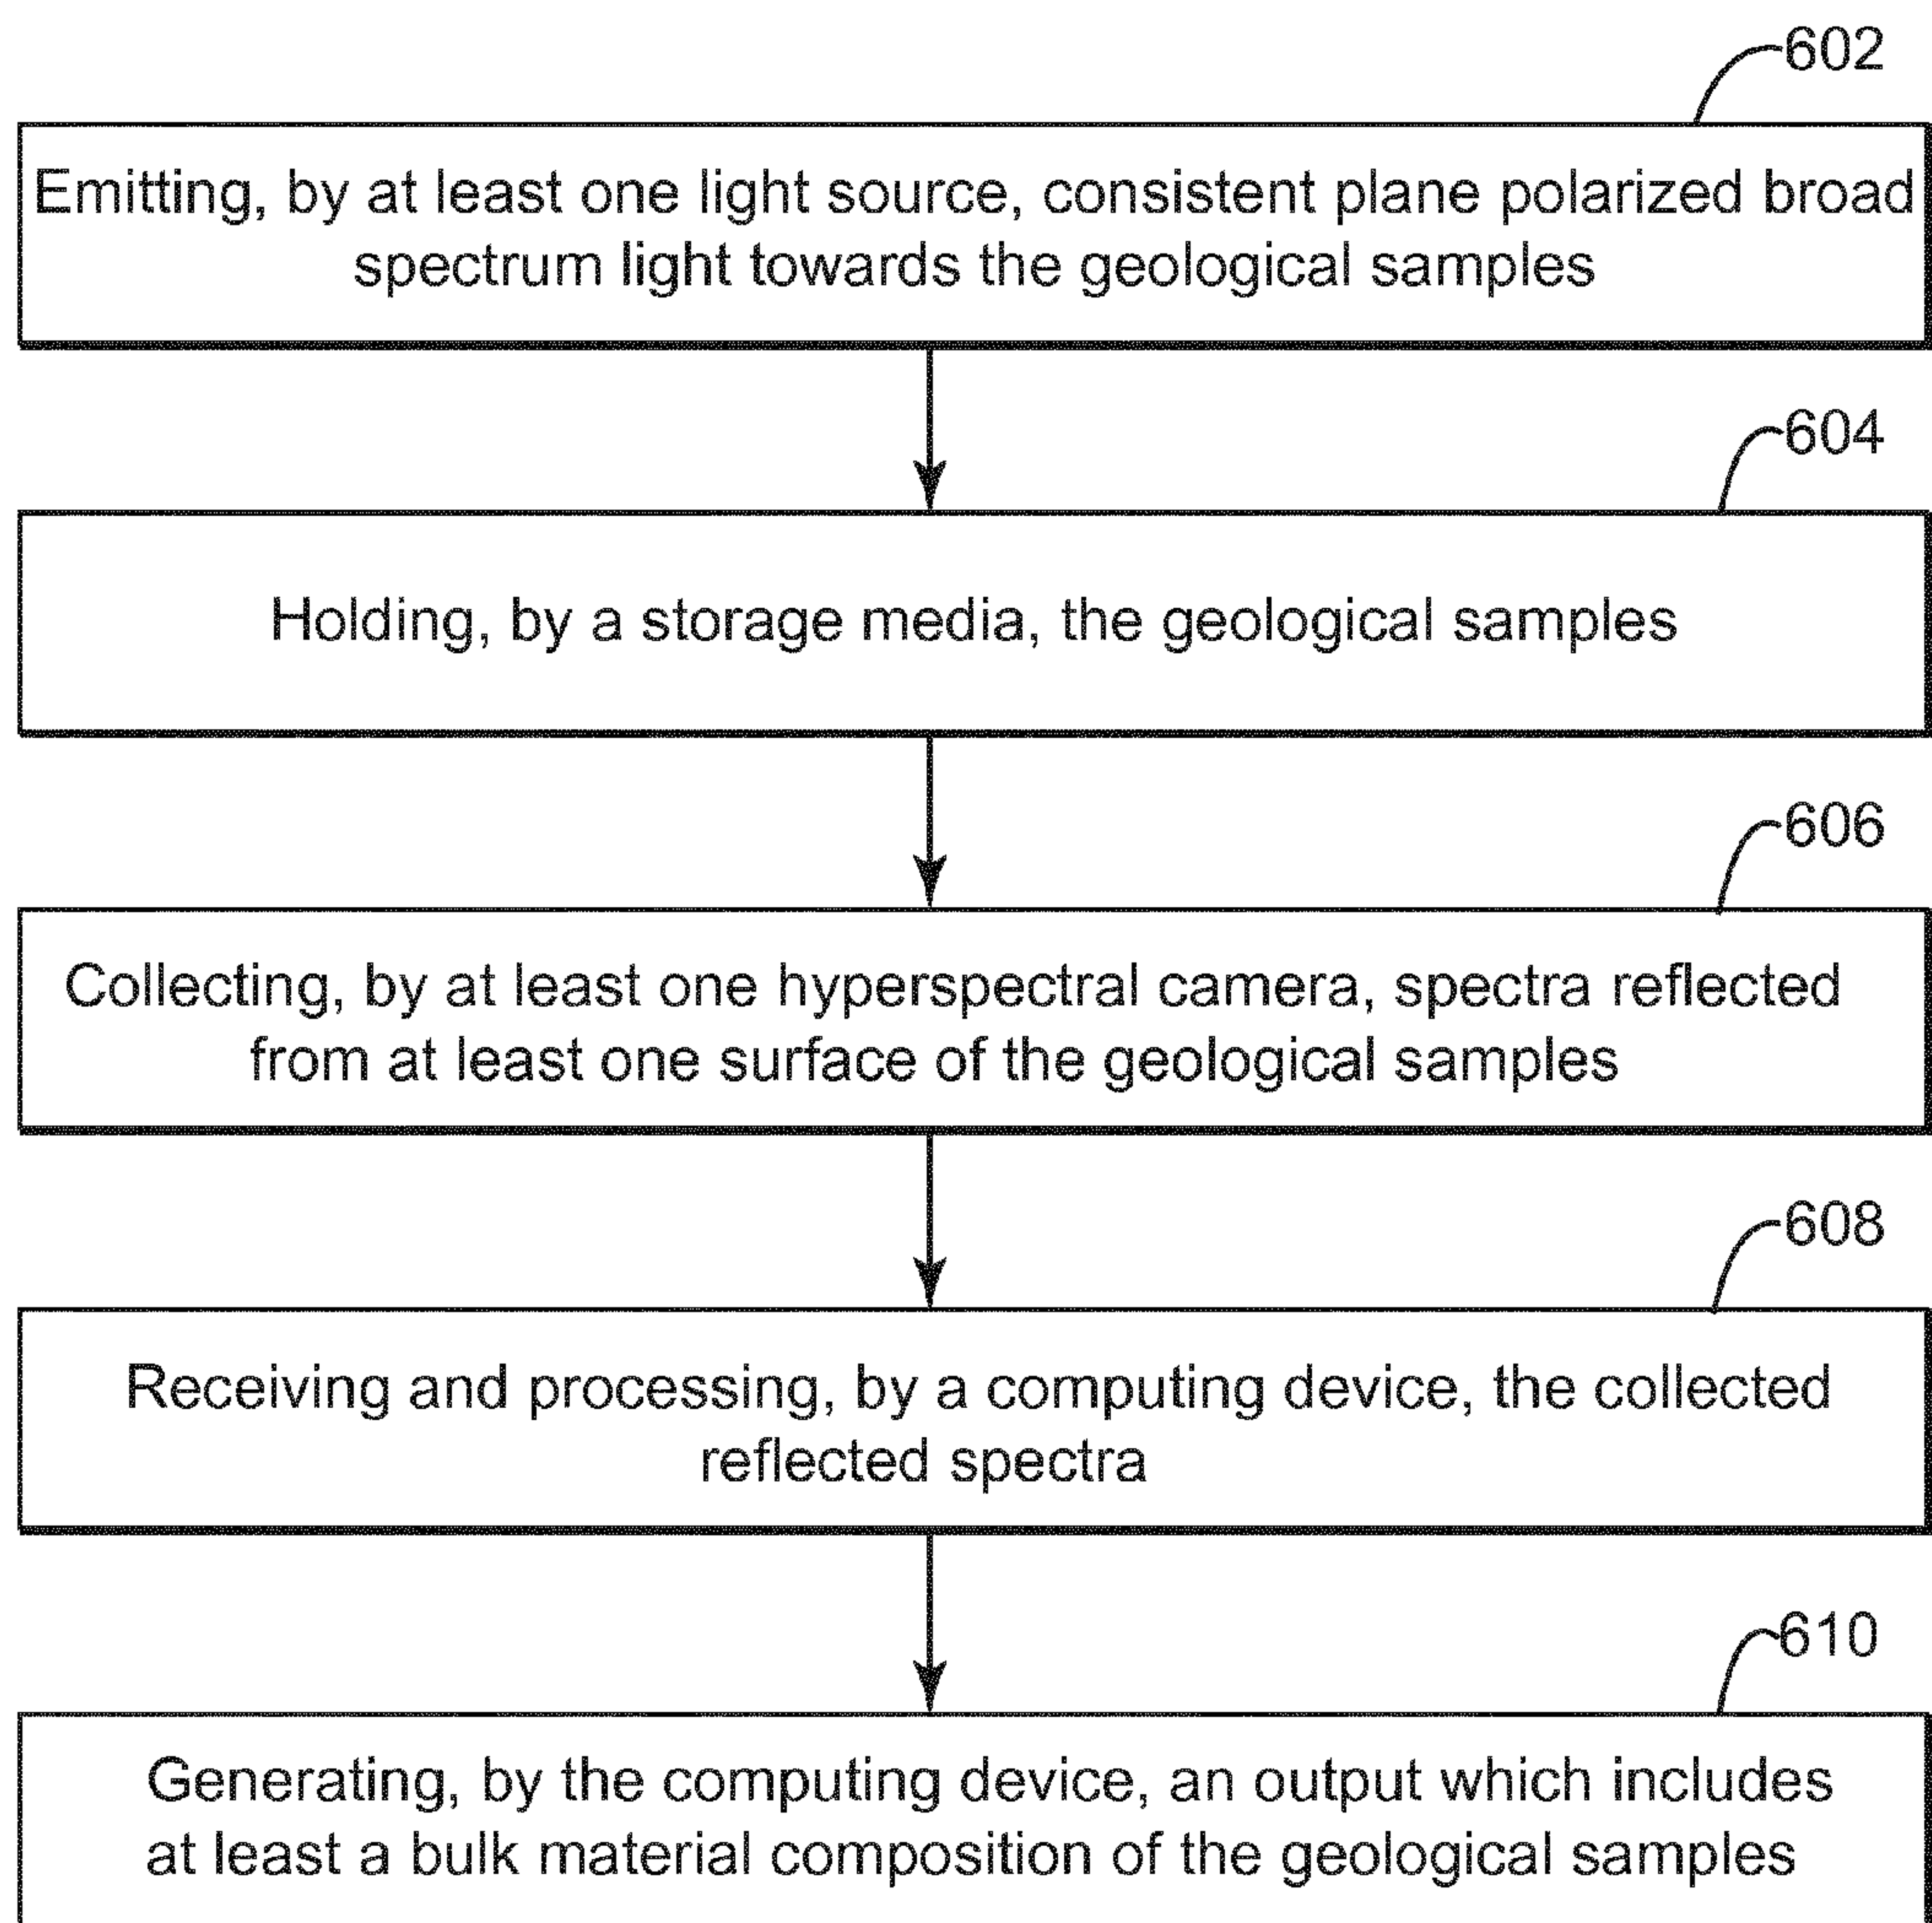 602
Emitting, by at least one light source, consistent plane polarized broad
spectrum light towards the geological samples
604
Holding, by a storage media, the geological samples
606
Collecting, by at least one hyperspectral camera, spectra reflected
from at least one surface of the geological samples
608
Receiving and processing, by a computing device, the collected
reflected spectra
610
Generating, by the computing device, an output which includes
at least a bulk material composition of the geological samples